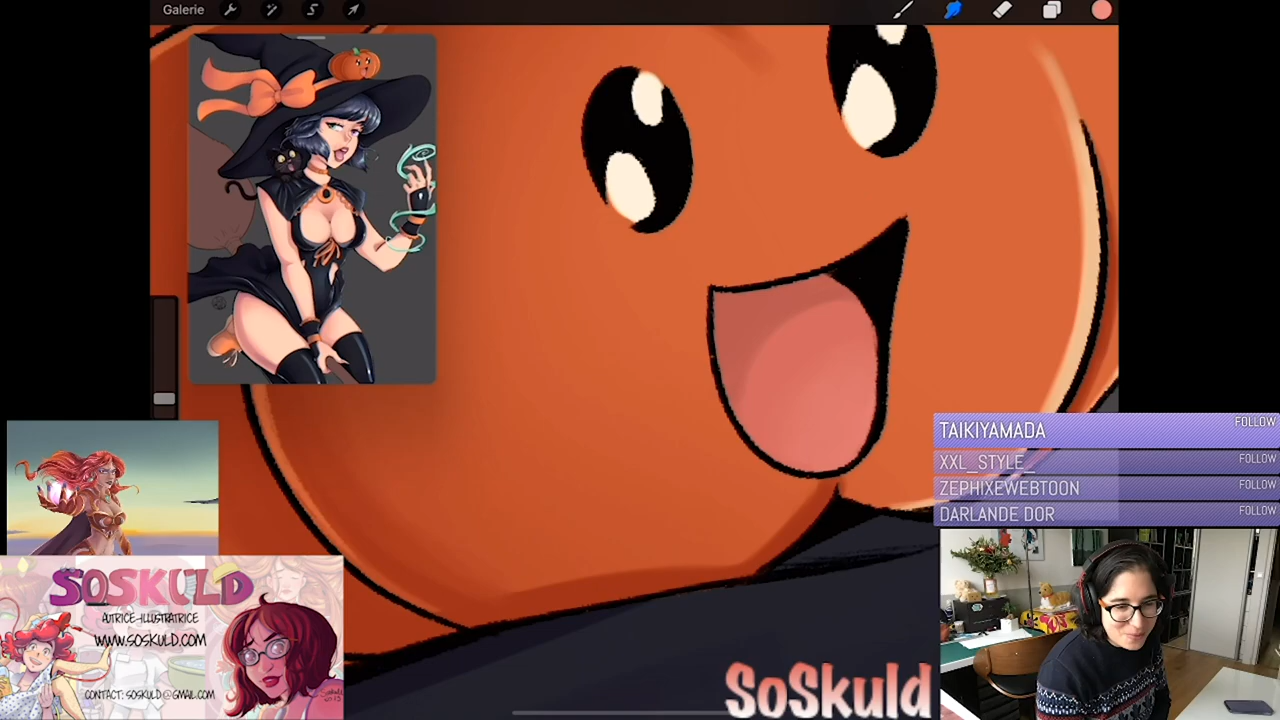 Galerie
TAIKIYAMADA FOLLOW
XXL_STYLE_ FOLLOW
ZEPHIXEWEBTOON FOLLOW
DARLANDE DOR FOLLOW
SOSKULD
AUTRICE-ILLUSTRATRICE
WWW.SOSKULD.COM
CONTACT: SOSKULD@GMAIL.COM
SoSkuld